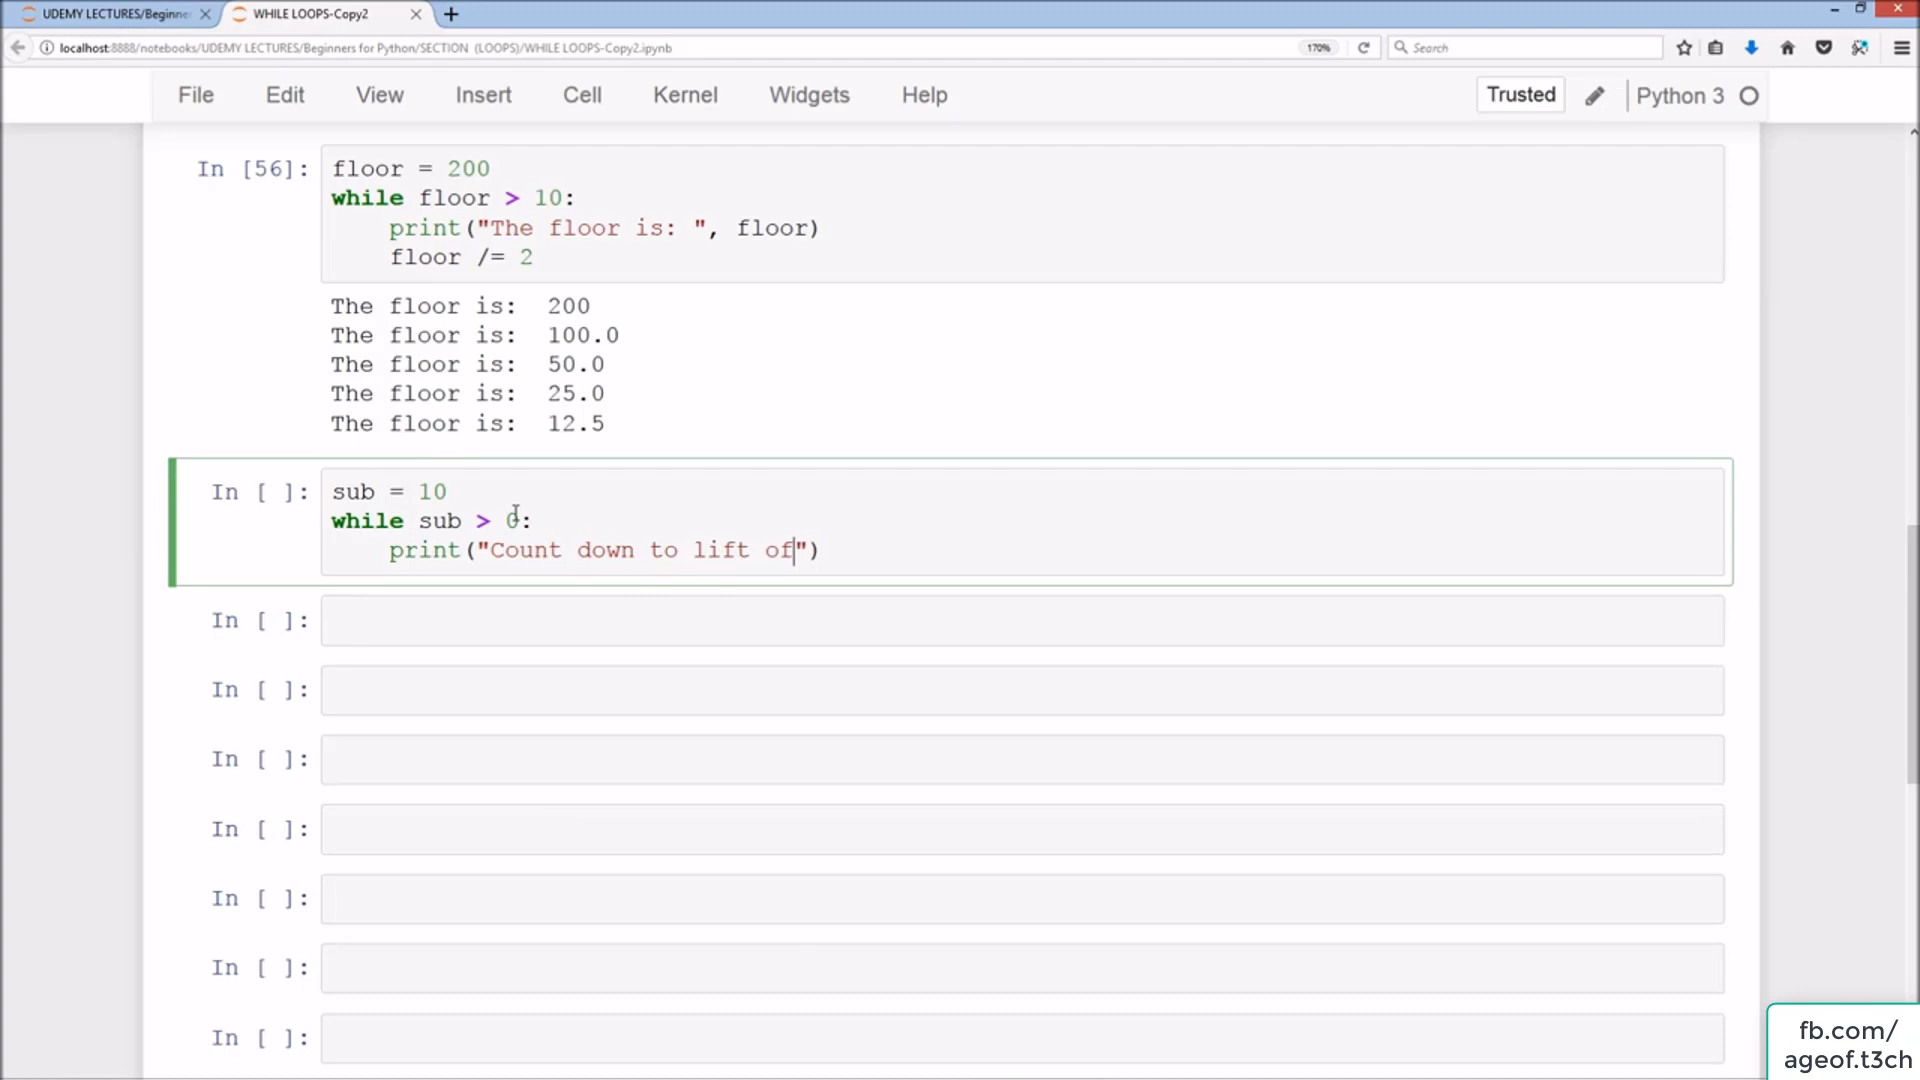 UDEMY LECTURES/Beginne
WHILE LOOPS-Copy2
localhost:8888/notebooks/UDEMY LECTURES/Beginners for Python/SECTION (LOOPS)/WHILE LOOPS-Copy2.ipynb
170%
Search
File Edit View Insert Cell Kernel Widgets Help
Trusted
Python 3
In [56]:
floor = 200
while floor > 10:
    print("The floor is: ", floor)
    floor /= 2
The floor is:  200
The floor is:  100.0
The floor is:  50.0
The floor is:  25.0
The floor is:  12.5
In [ ]:
sub = 10
while sub > 0:
    print("Count down to lift of")
In [ ]:
In [ ]:
In [ ]:
In [ ]:
In [ ]:
In [ ]:
In [ ]:
fb.com/
ageof.t3ch